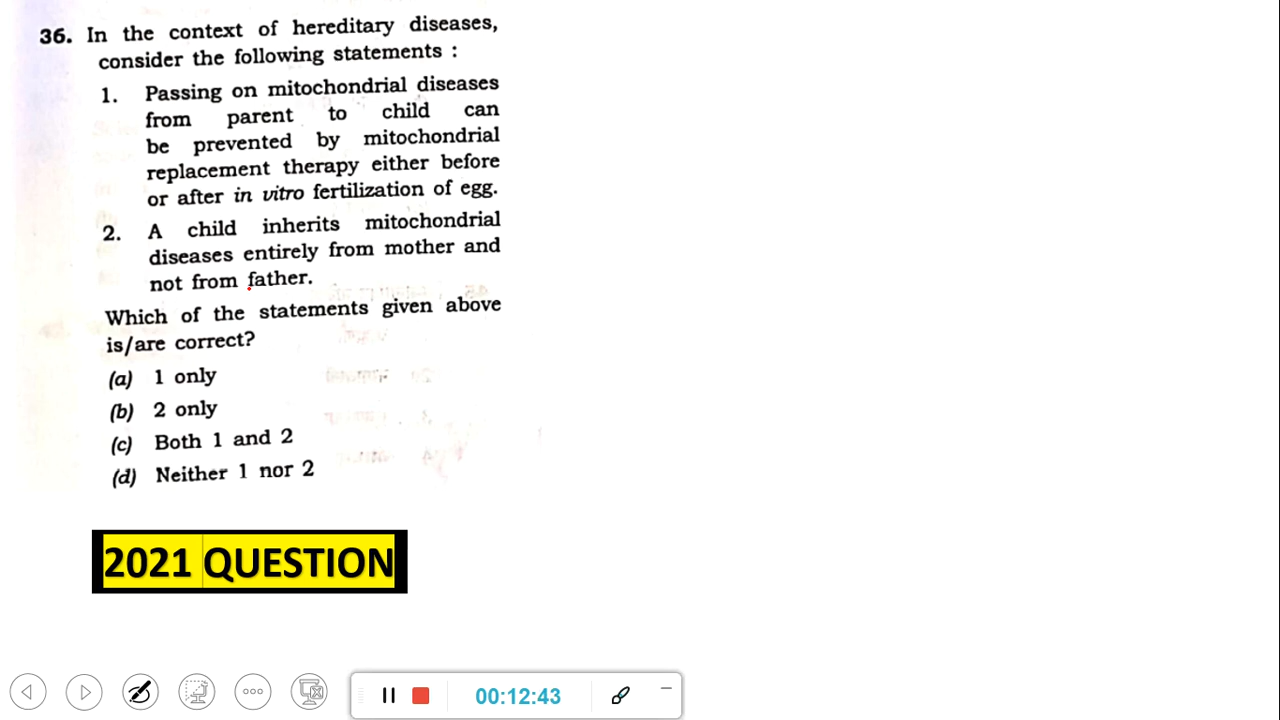 36. In the context of hereditary diseases,
consider the following statements :
1. Passing on mitochondrial diseases
from parent to child can
be prevented by mitochondrial
replacement therapy either before
or after in vitro fertilization of egg.
2. A child inherits mitochondrial
diseases entirely from mother and
not from father.
Which of the statements given above
is/are correct?
(a) 1 only
(b) 2 only
(c) Both 1 and 2
(d) Neither 1 nor 2
2021 QUESTION
00:12:43